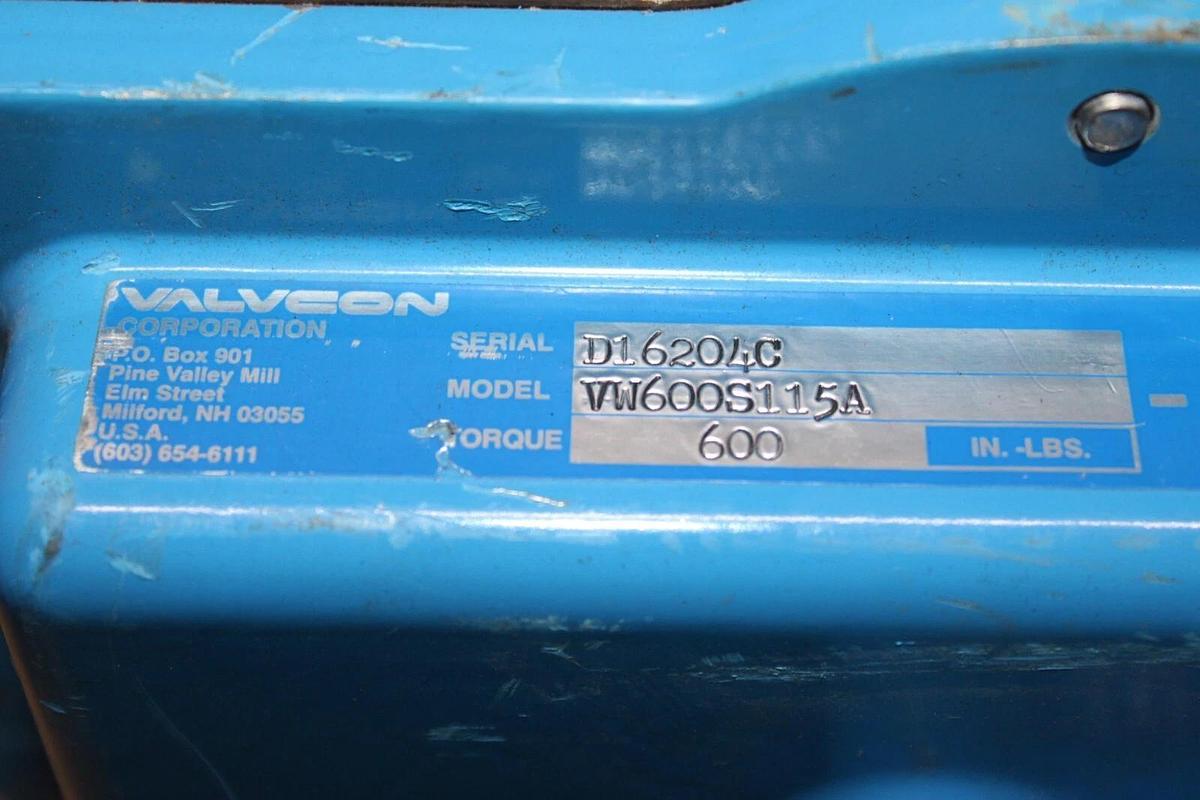 VALVCON
CORPORATION
P.O. Box 901
Pine Valley Mill
Elm Street
Milford, NH 03055
U.S.A.
(603) 654-6111
SERIAL D16204C
MODEL VW600S115A
TORQUE 600 IN. -LBS.